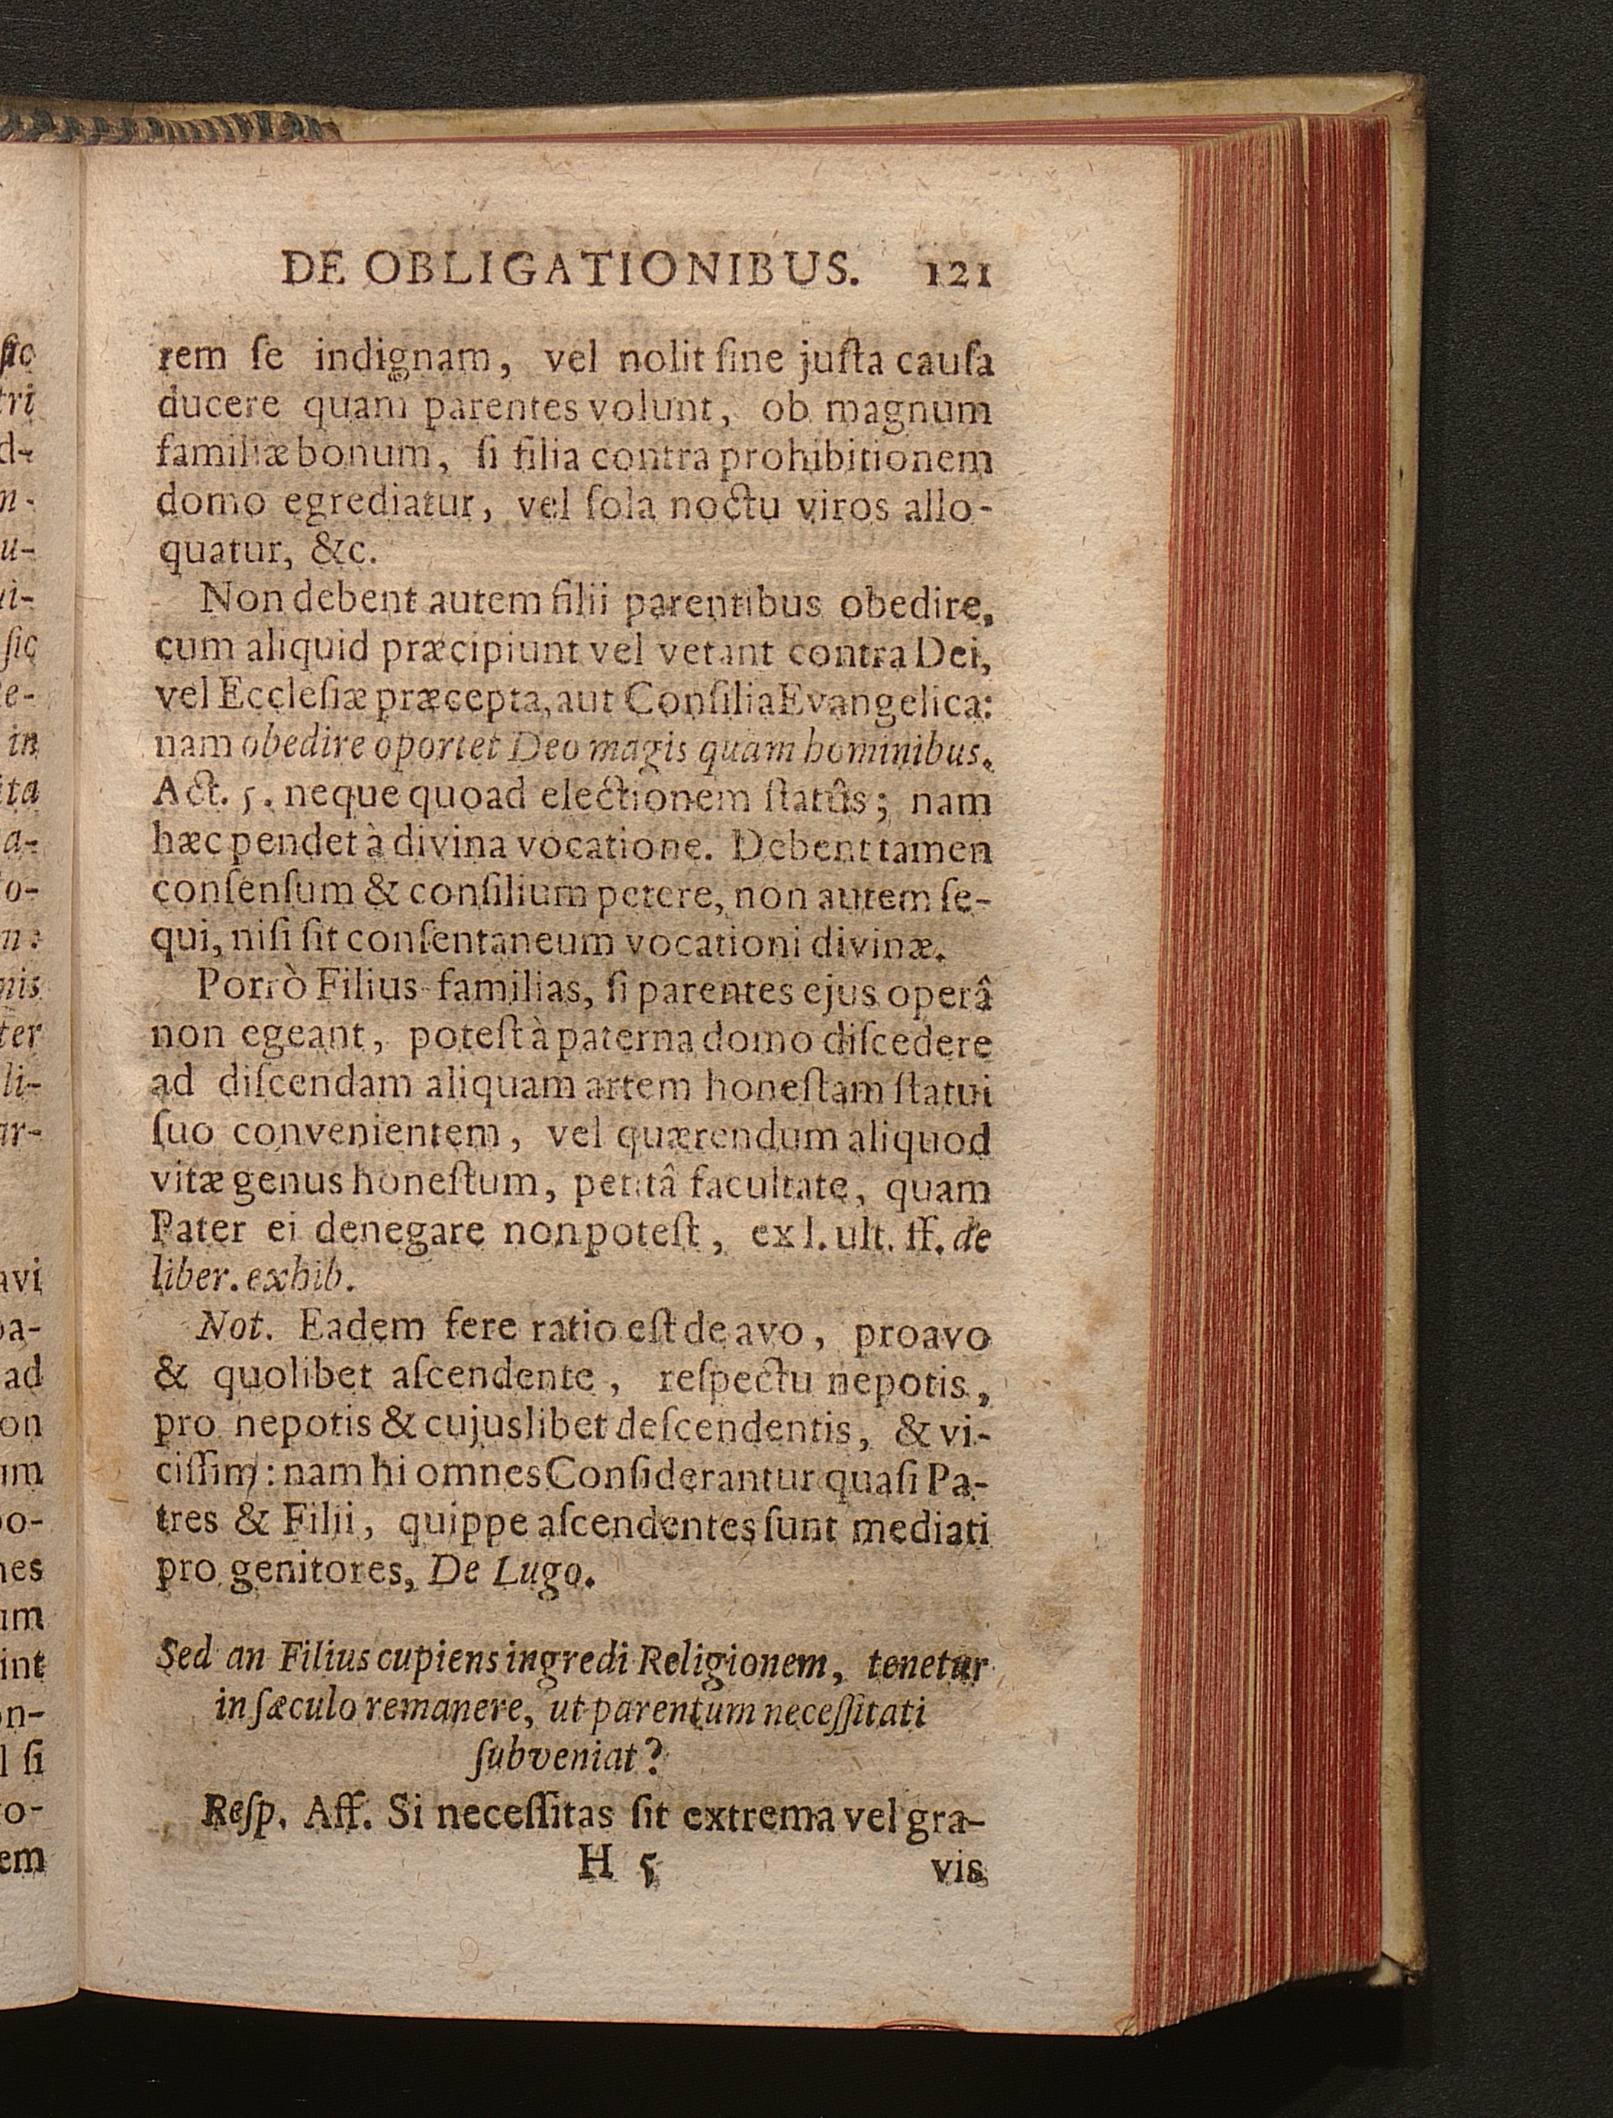 DE OBLIGATIONIBUS. 121
rem ſe indignam, vel nolit ſine juſta cauſa
ducere quam parentes volunt, ob magnum
familiæ bonum, ſi filia contra prohibitionem
domo egrediatur, vel ſola noctu viros allo-
quatur, &c.
Non debent autem filii parentibus obedire,
cum aliquid præcipiunt vel vetant contra Dei,
vel Eccleſiæ præcepta, aut Conſilia Evangelica:
nam obedire oportet Deo magis quam hominibus.
Act. 5. neque quoad electionem ſtatûs; nam
hæc pendet à divina vocatione. Debent tamen
conſenſum & conſilium petere, non autem ſe-
qui, niſi ſit conſentaneum vocationi divinæ.
Porrò Filius familias, ſi parentes ejus operâ
non egeant, poteſt à paterna domo diſcedere
ad diſcendam aliquam artem honeſtam ſtatui
ſuo convenientem, vel quærendum aliquod
vitæ genus honeſtum, petitâ facultate, quam
Pater ei denegare non poteſt, ex l. ult. ff. de
liber. exhib.
Not. Eadem fere ratio eſt de avo, proavo
& quolibet aſcendente, reſpectu nepotis,
pro nepotis & cujuslibet deſcendentis, & vi-
ciſſim: nam hi omnes Conſiderantur quaſi Pa-
tres & Filii, quippe aſcendentes ſunt mediati
pro genitores, De Lugo.
Sed an Filius cupiens ingredi Religionem, tenetur
in ſæculo remanere, ut parentum neceſſitati
ſubveniat?
Reſp. Aff. Si neceſſitas ſit extrema vel gra-
H 5 vis